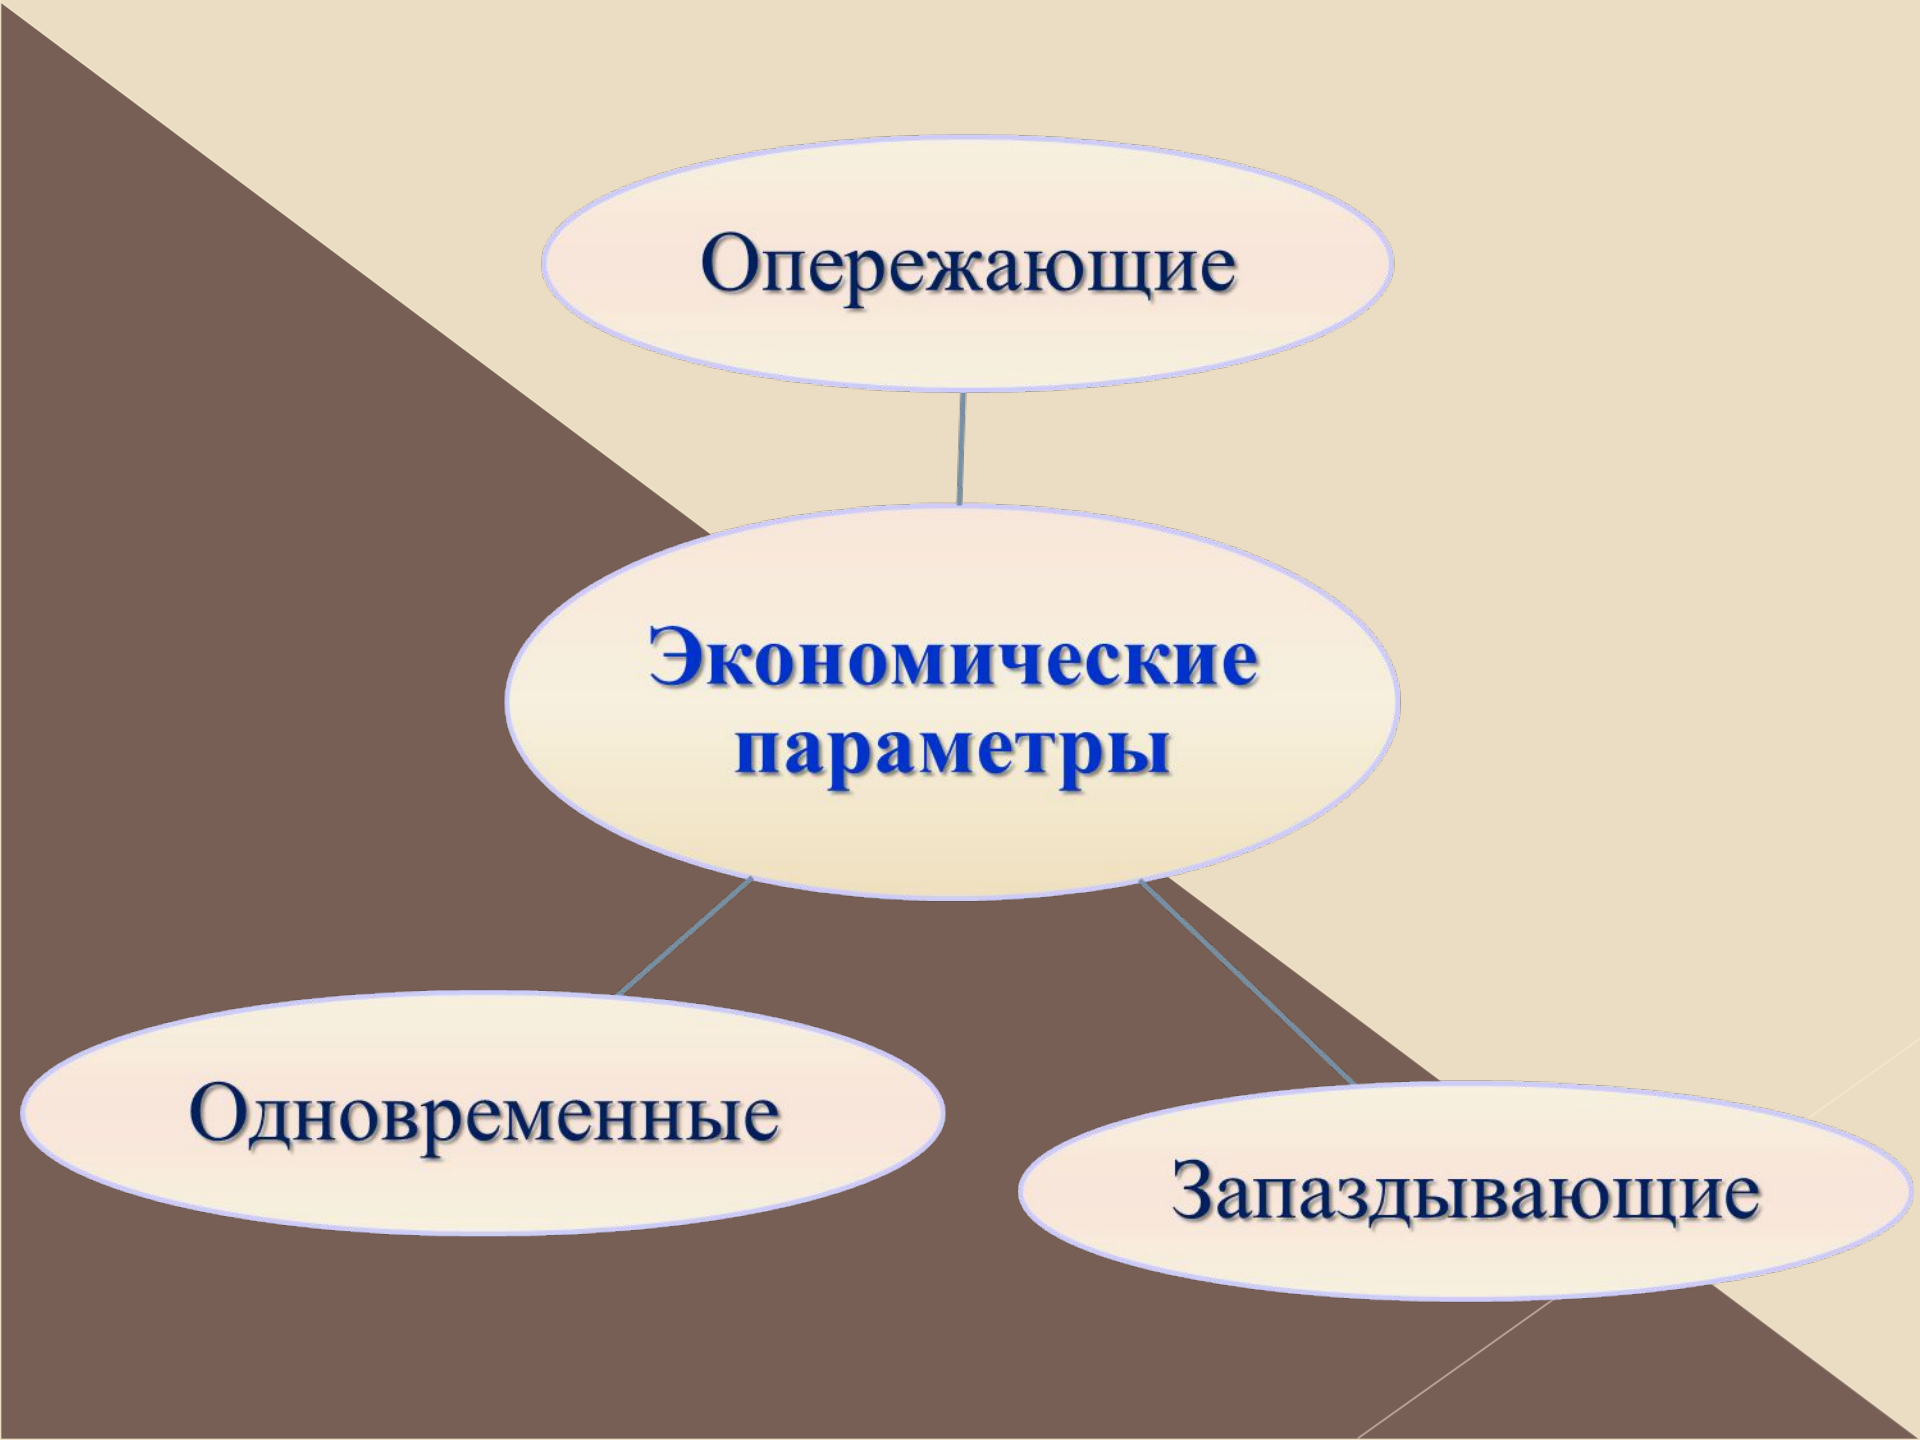 Опережающие
Экономические
параметры
Одновременные
Запаздывающие